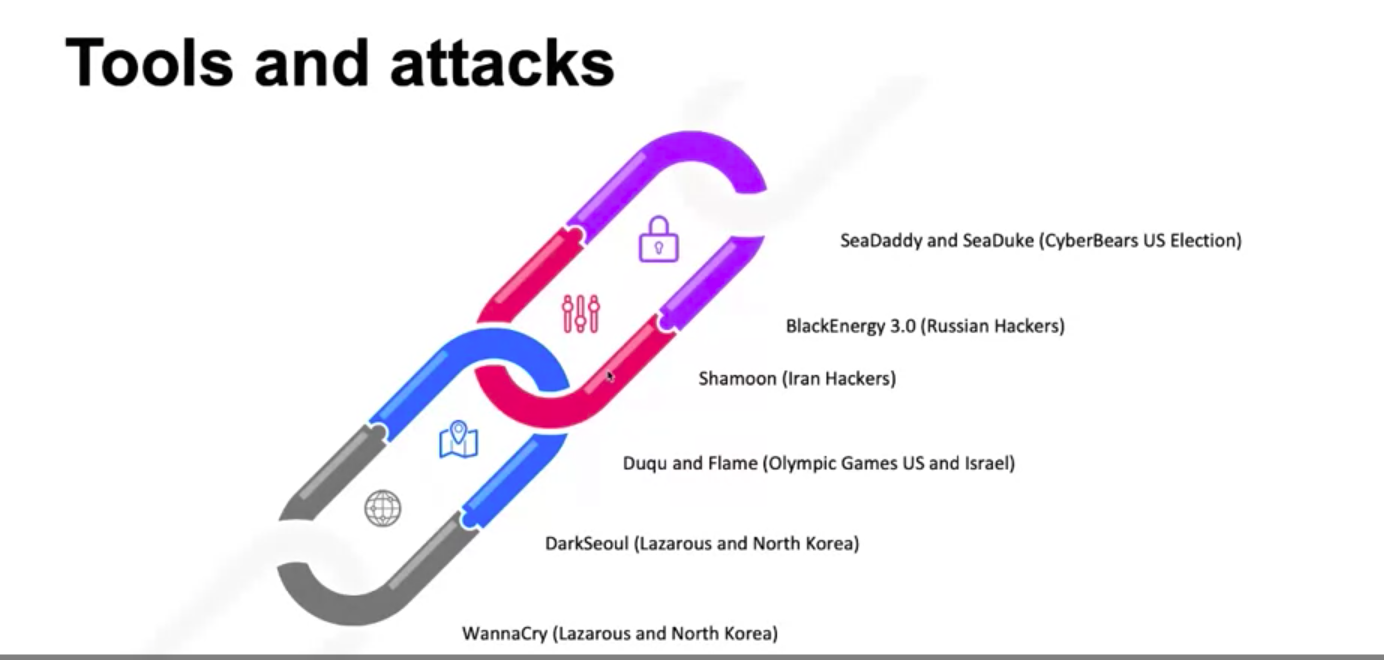 Tools and attacks
SeaDaddy and SeaDuke (CyberBears US Election)
BlackEnergy 3.0 (Russian Hackers)
Shamoon (Iran Hackers)
Duqu and Flame (Olympic Games US and Israel)
DarkSeoul (Lazarous and North Korea)
WannaCry (Lazarous and North Korea)